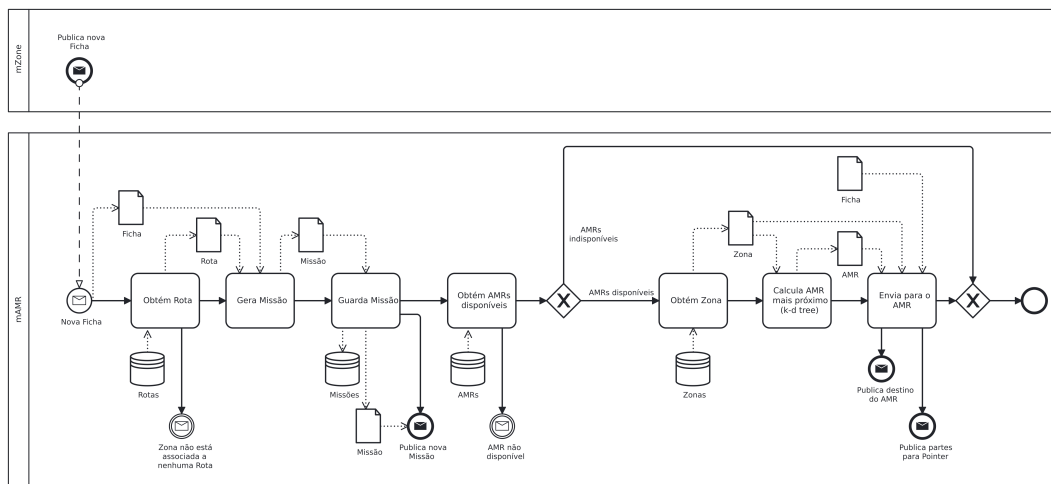 mZone
Publica nova
Ficha
mAMR
Nova Ficha
Ficha
Rota
Missão
Obtém Rota
Gera Missão
Guarda Missão
Obtém AMRs
disponíveis
AMRs
indisponíveis
AMRs disponíveis
Obtém Zona
Zona
Calcula AMR
mais próximo
(k-d tree)
AMR
Ficha
Envia para o
AMR
Rotas
Missões
AMRs
Zonas
Publica destino
do AMR
Zona não está
associada a
nenhuma Rota
Missão
Publica nova
Missão
AMR não
disponível
Publica partes
para Pointer